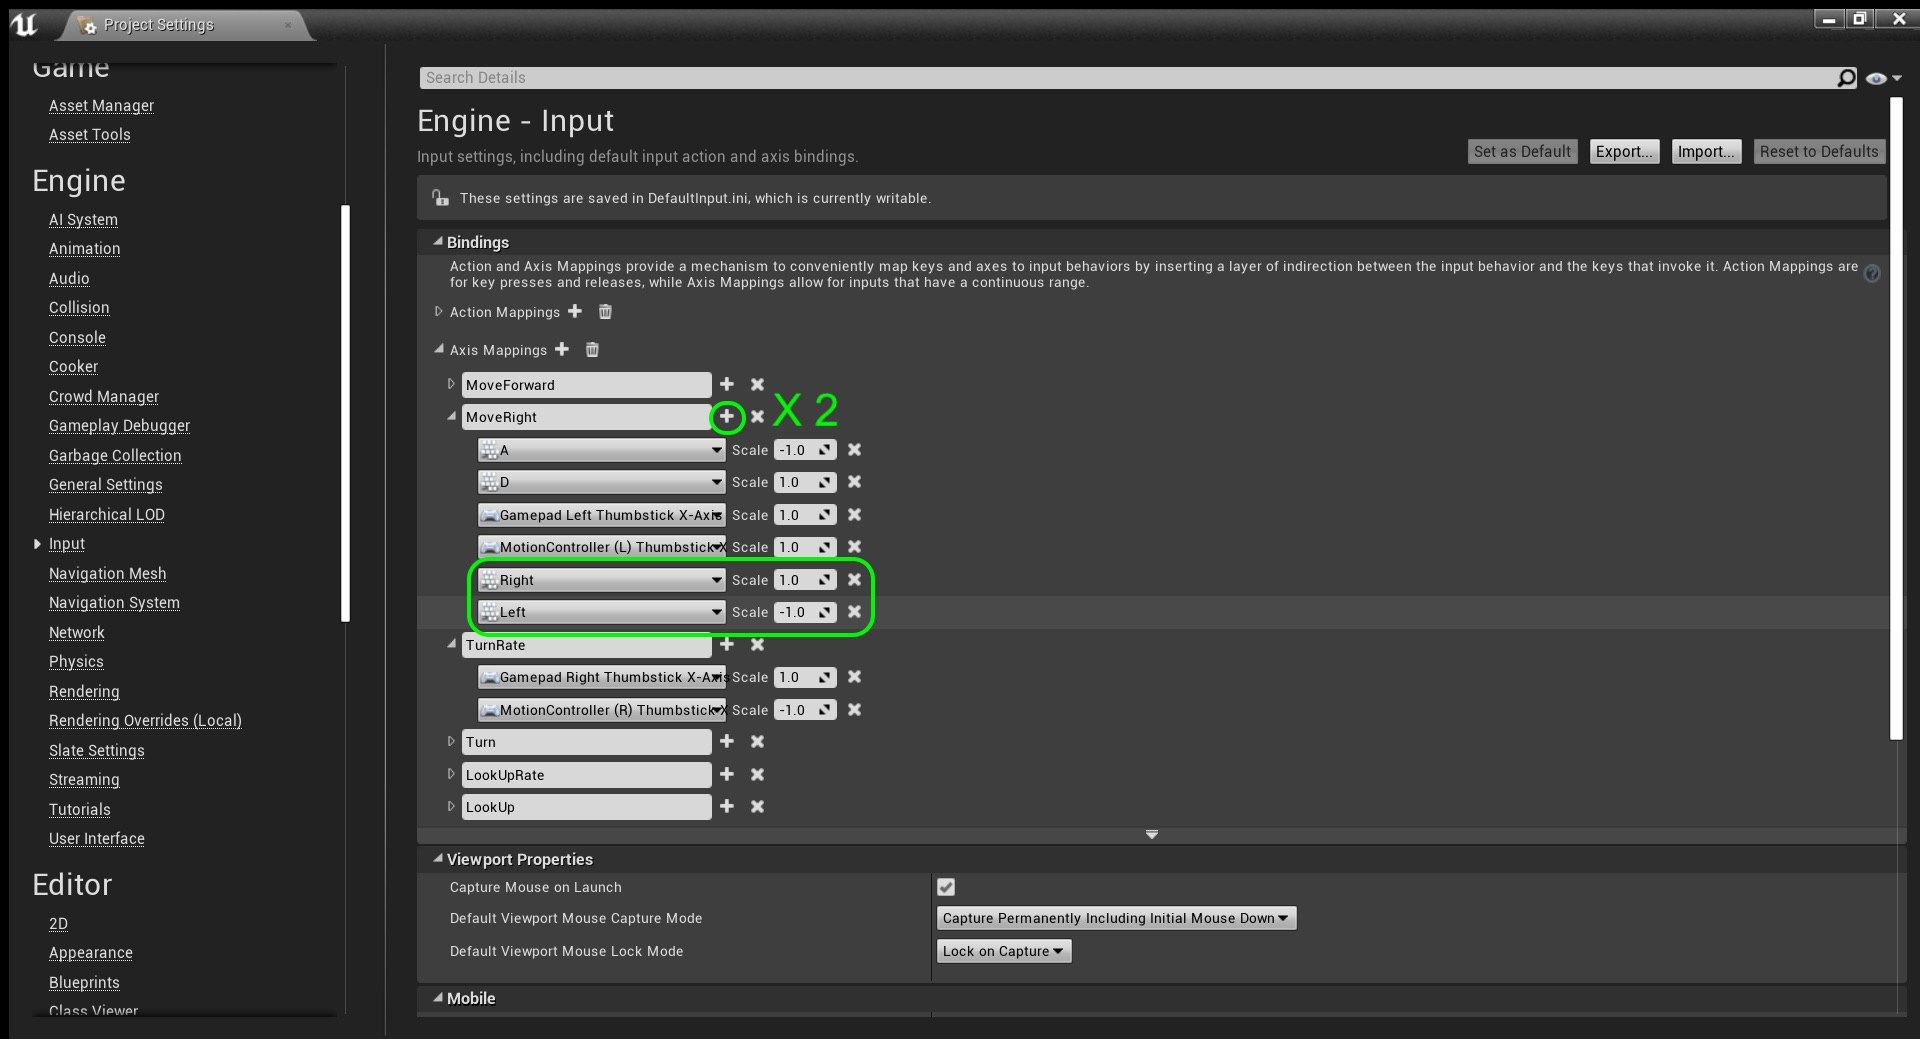 Project Settings
Game
Asset Manager
Asset Tools
Engine
AI System
Animation
Audio
Collision
Console
Cooker
Crowd Manager
Gameplay Debugger
Garbage Collection
General Settings
Hierarchical LOD
Input
Navigation Mesh
Navigation System
Network
Physics
Rendering
Rendering Overrides (Local)
Slate Settings
Streaming
Tutorials
User Interface
Editor
2D
Appearance
Blueprints
Class Viewer
Search Details
Engine - Input
Input settings, including default input action and axis bindings.
Set as Default Export... Import... Reset to Defaults
These settings are saved in DefaultInput.ini, which is currently writable.
Bindings
Action and Axis Mappings provide a mechanism to conveniently map keys and axes to input behaviors by inserting a layer of indirection between the input behavior and the keys that invoke it. Action Mappings are
for key presses and releases, while Axis Mappings allow for inputs that have a continuous range.
Action Mappings
Axis Mappings
MoveForward
MoveRight X 2
A Scale -1.0
D Scale 1.0
Gamepad Left Thumbstick X-Axis Scale 1.0
MotionController (L) Thumbstick X Scale 1.0
Right Scale 1.0
Left Scale -1.0
TurnRate
Gamepad Right Thumbstick X-Axis Scale 1.0
MotionController (R) Thumbstick X Scale -1.0
Turn
LookUpRate
LookUp
Viewport Properties
Capture Mouse on Launch
Default Viewport Mouse Capture Mode Capture Permanently Including Initial Mouse Down
Default Viewport Mouse Lock Mode Lock on Capture
Mobile